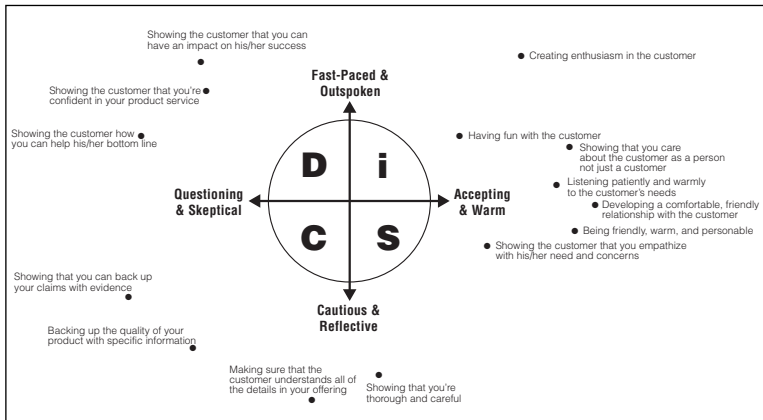 Showing the customer that you can
have an impact on his/her success
Creating enthusiasm in the customer
Fast-Paced &
Outspoken
Showing the customer that you're
confident in your product service
Showing the customer how
you can help his/her bottom line
Having fun with the customer
Showing that you care
about the customer as a person
not just a customer
D
i
Listening patiently and warmly
to the customer's needs
Questioning
& Skeptical
Accepting
& Warm
Developing a comfortable, friendly
relationship with the customer
C
S
Being friendly, warm, and personable
Showing the customer that you empathize
with his/her need and concerns
Showing that you can back up
your claims with evidence
Cautious &
Reflective
Backing up the quality of your
product with specific information
Making sure that the
customer understands all of
the details in your offering
Showing that you're
thorough and careful